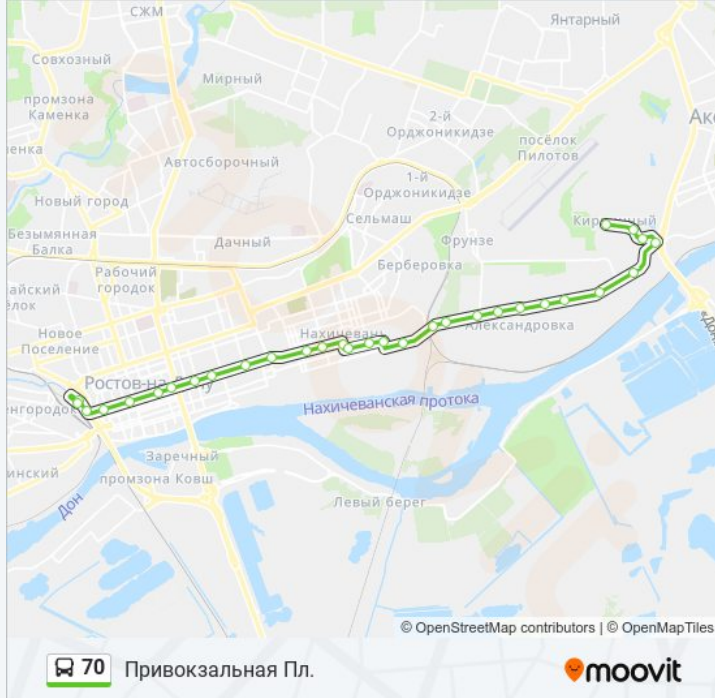 СЖМ
Янтарный
Совхозный
Мирный
промзона
Каменка
2-й
Орджоникидзе
посёлок
Пилотов
Автосборочный
1-й
Орджоникидзе
Новый город
Сельмаш
Безымянная
Балка
Дачный
Фрунзе
Рабочий
городок
Берберовка
Новое
Поселение
Нахичевань
Александровка
Ростов-на-Дону
Нахичеванская протока
Заречный
промзона Ковш
Дон
Левый берег
© OpenStreetMap contributors | © OpenMapTiles
70 Привокзальная Пл.
moovit